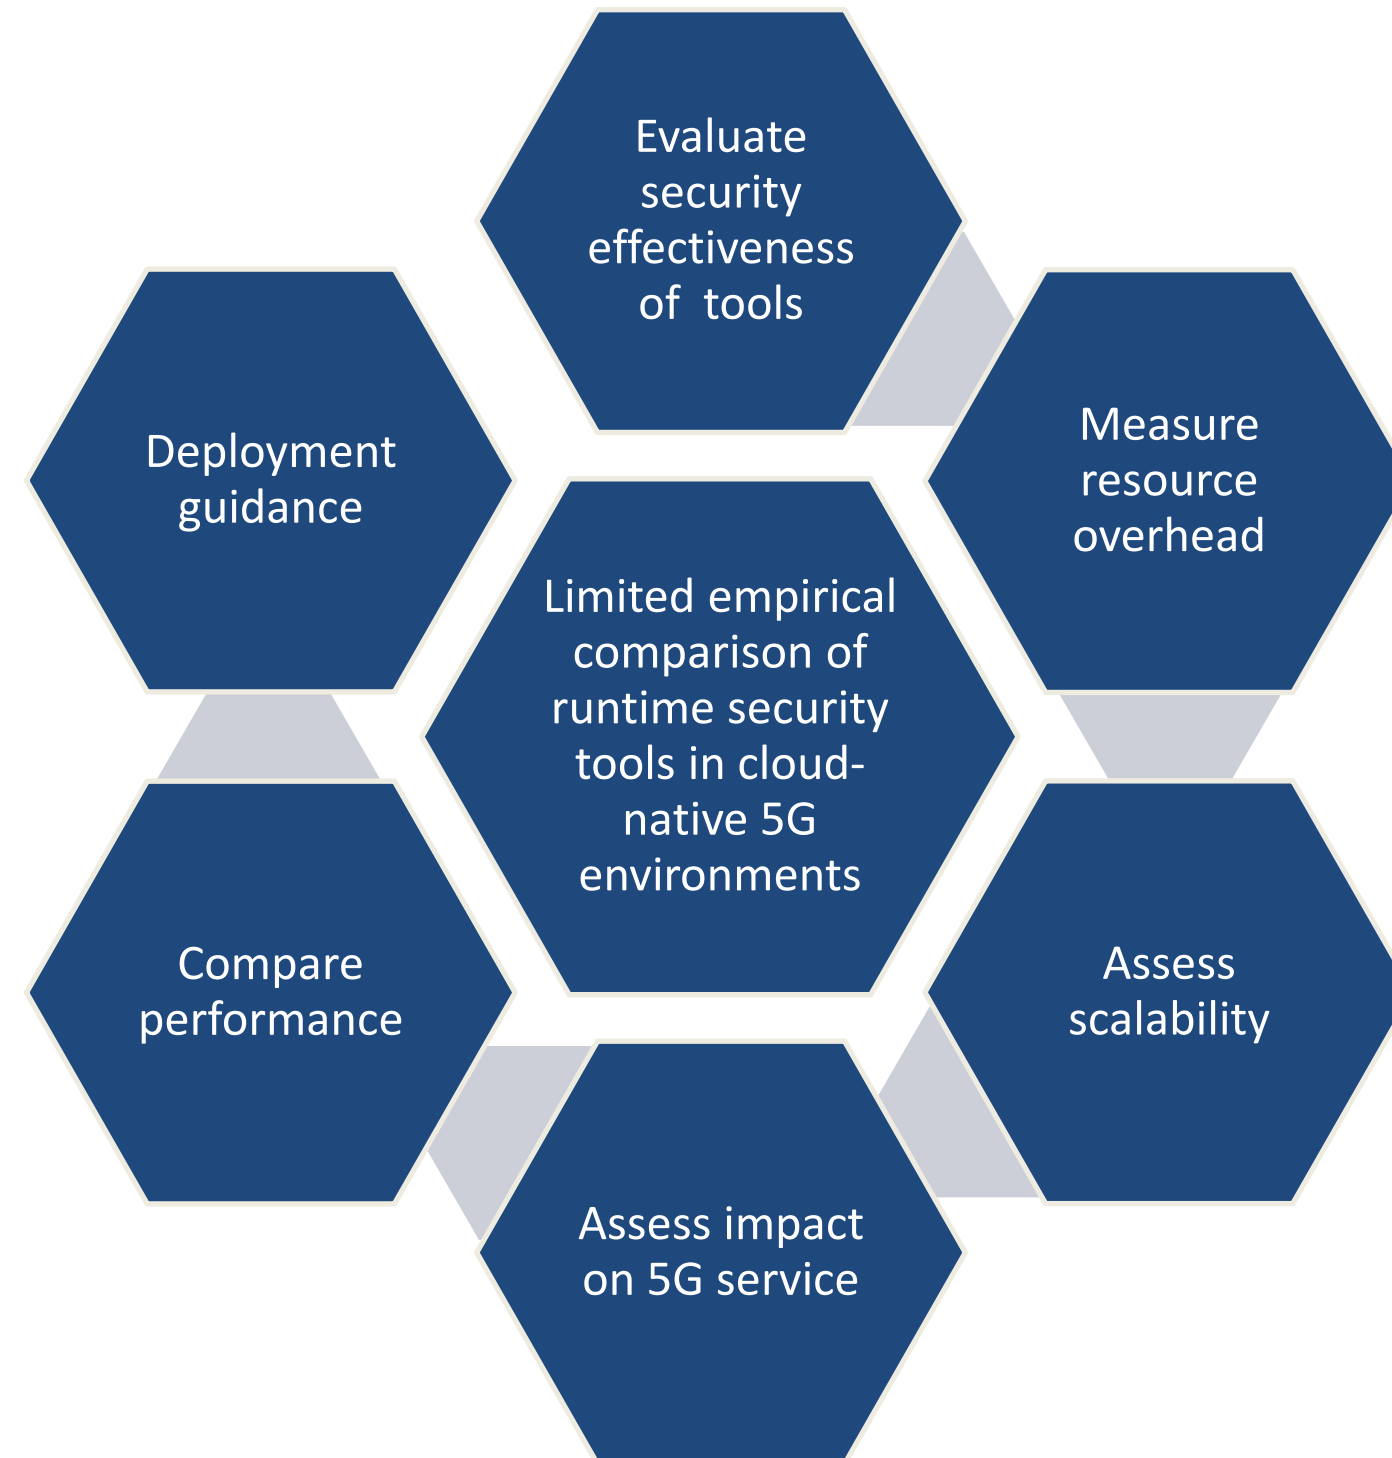 Evaluate
security
effectiveness
of  tools
Measure
resource
overhead
Assess
scalability
Assess impact
on 5G service
Compare
performance
Deployment
guidance
Limited empirical
comparison of
runtime security
tools in cloud-
native 5G
environments